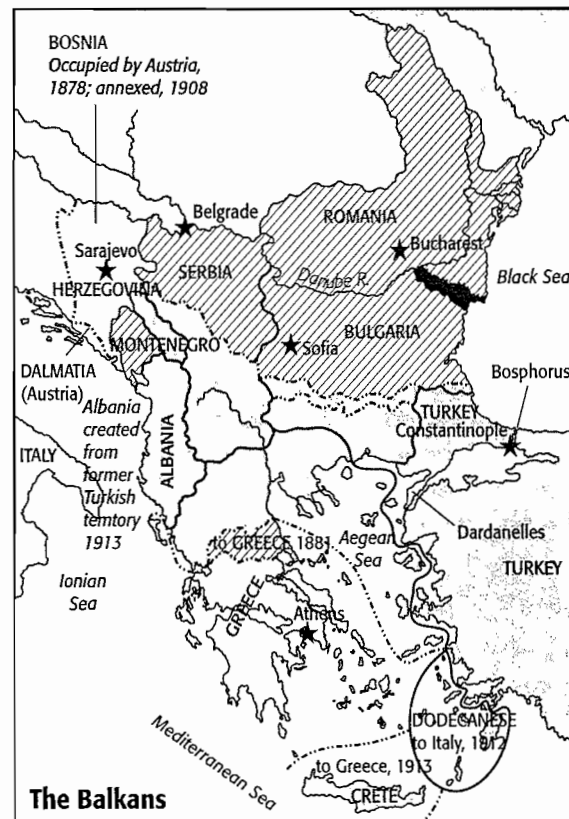 BOSNIA
Occupied by Austria,
1878; annexed, 1908
Belgrade
ROMANIA
Sarajevo
Bucharest
SERBIA
Danube R.
Black Sea
HERZEGOVINA
BULGARIA
MONTENEGRO
Sofia
DALMATIA
(Austria)
Bosphorus
Albania
created
from
former
Turkish
temtory
1913
TURKEY
Constantinople
ITALY
ALBANIA
Dardanelles
to GREECE 1881
Aegean
Sea
TURKEY
Ionian
Sea
GREECE
Athens
DODECANESE
to Italy, 1812
Mediterranean Sea
to Greece, 1913
CRETE
The Balkans